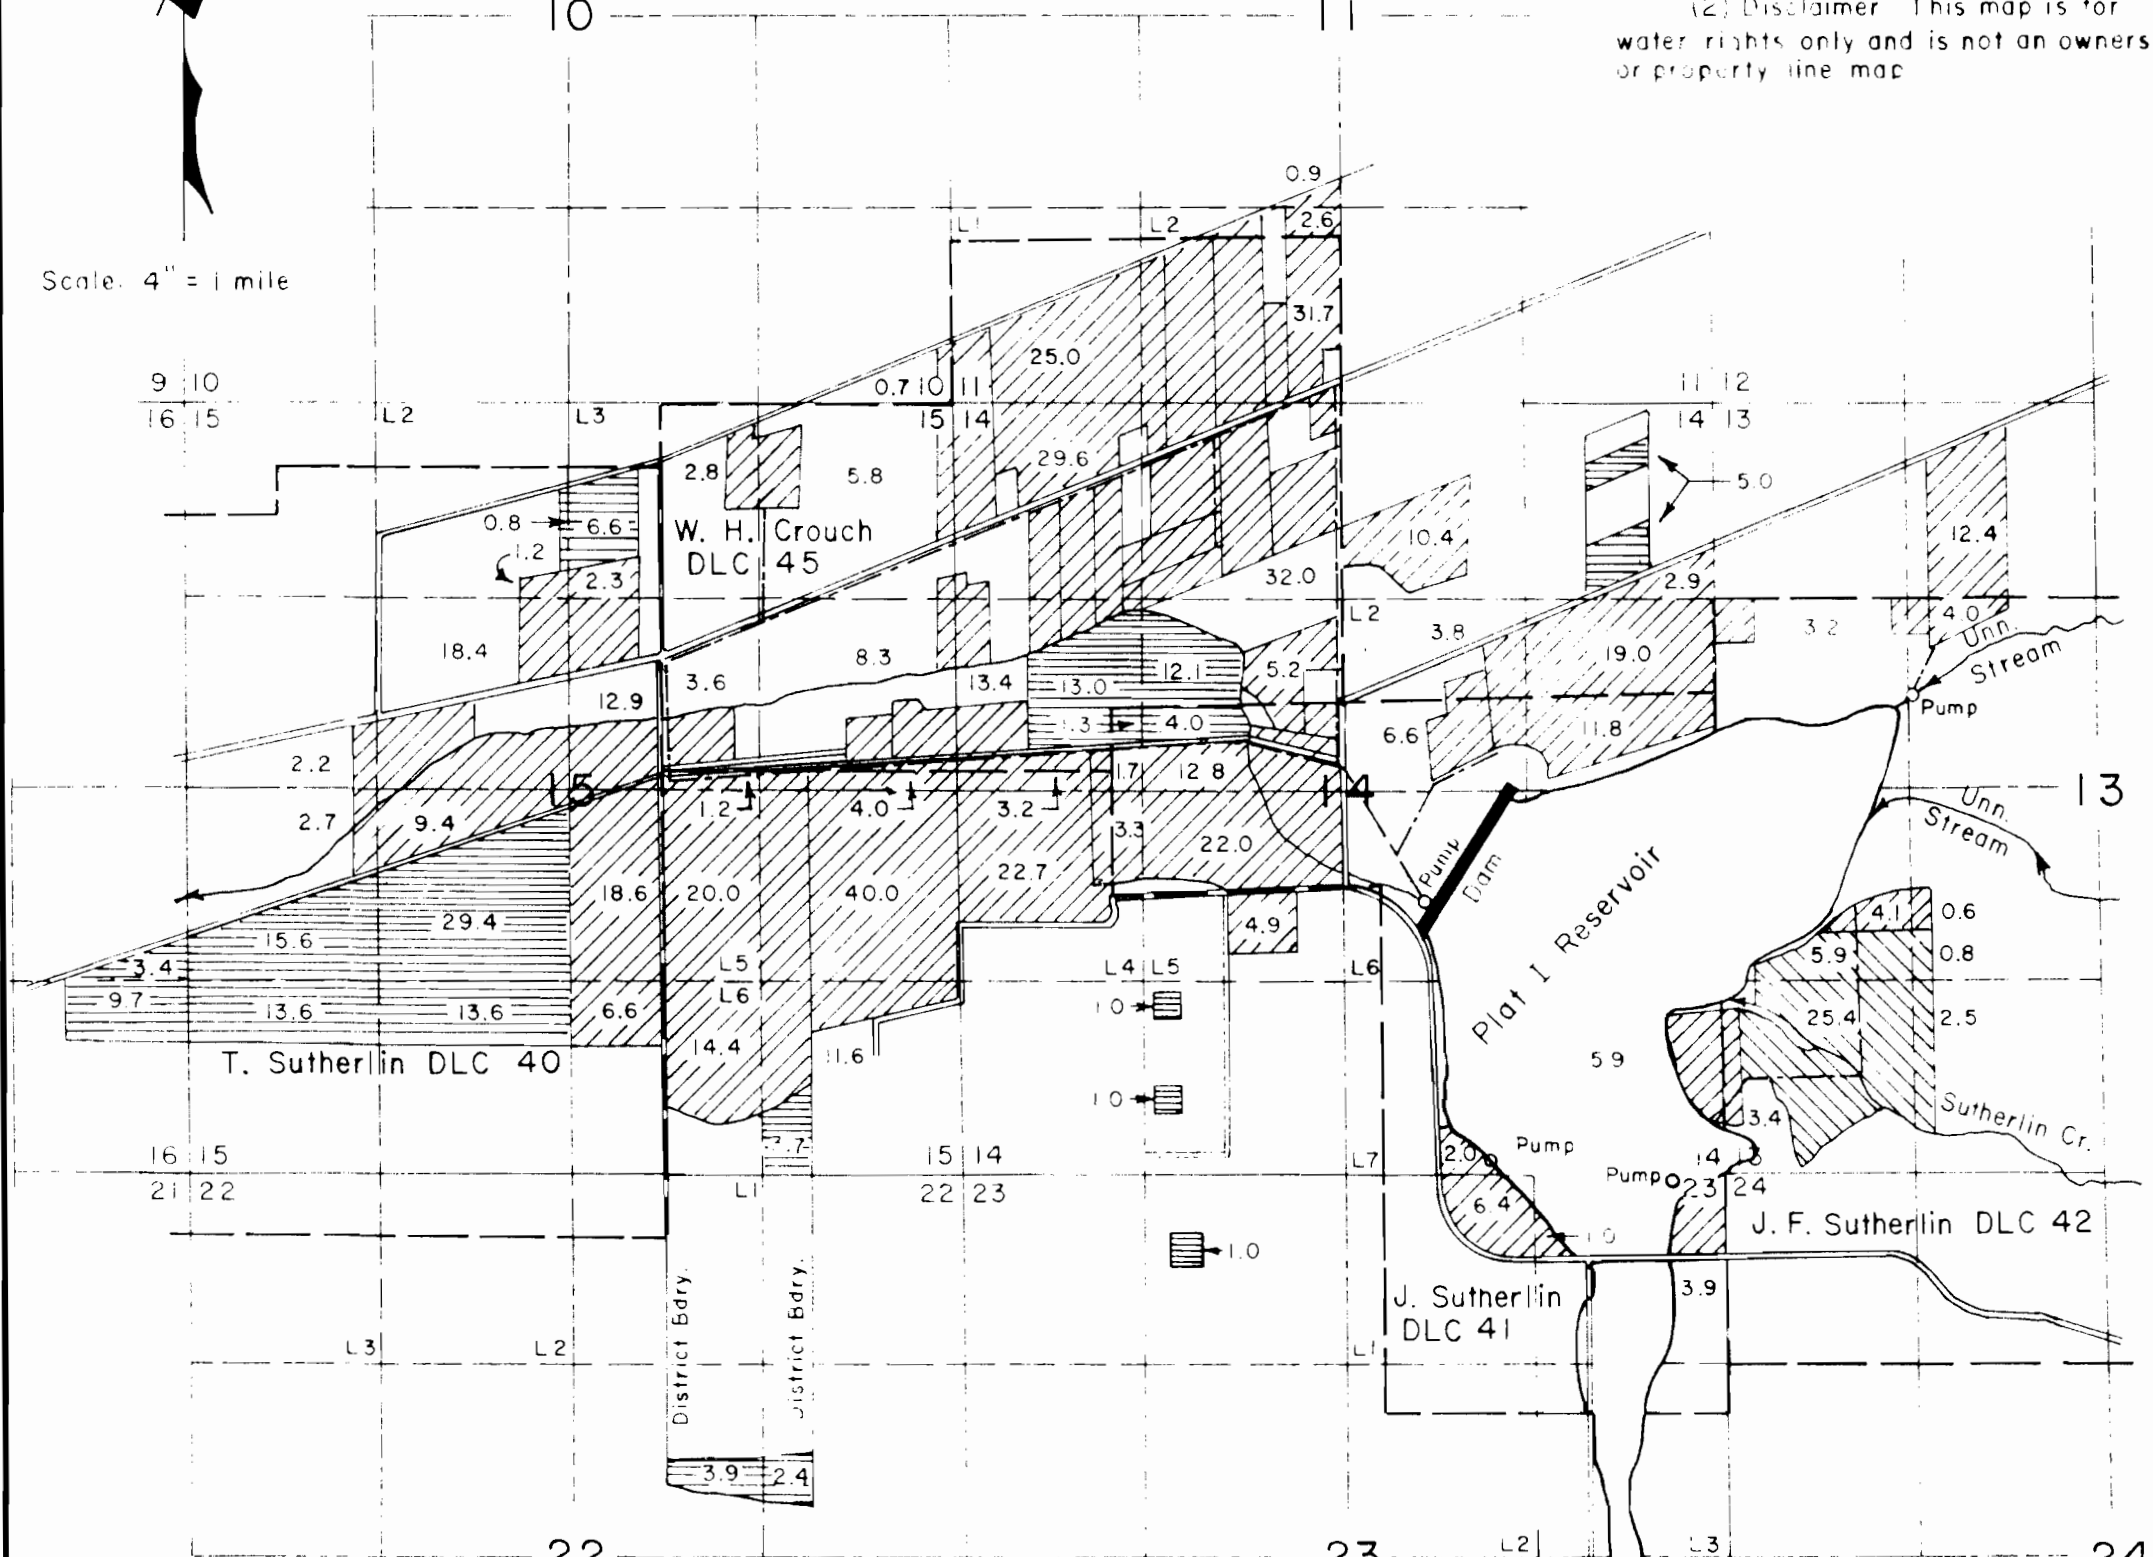 10
11
(2) Disclaimer This map is for
water rights only and is not an owners
or property line map
Scale. 4" = 1 mile
0.9
2.6
L1
L2
31.7
25.0
9 10
16 15
L2
L3
0.7 10 11
15 14
11 12
14 13
2.8
5.8
29.6
5.0
0.8
6.6
W. H. Crouch
DLC 45
10.4
12.4
1.2
2.3
32.0
2.9
L2
3.8
3.2
4.0
Unn.
Stream
18.4
8.3
19.0
12.9
3.6
13.4
13.0
12.1
5.2
Pump
1.3
4.0
6.6
11.8
2.2
15
1.7
12.8
14
13
1.2
4.0
3.2
2.7
9.4
3.3
22.0
Unn.
Stream
Pump
Dam
Plat I Reservoir
18.6
20.0
40.0
22.7
4.9
29.4
15.6
3.4
4.1
0.6
5.9
0.8
L5
L6
L4 L5
L6
9.7
13.6
13.6
6.6
1.0
25.4
2.5
14.4
11.6
5.9
T. Sutherlin DLC 40
1.0
3.4
Sutherlin Cr.
16 15
21 22
15 14
22 23
L7
2.0
Pump
Pump
23 24
L1
6.4
J. F. Sutherlin DLC 42
1.0
1.0
3.9
J. Sutherlin
DLC 41
District Bdry.
District Bdry.
L3
L2
L1
3.9
2.4
22
23
L2
L3
24